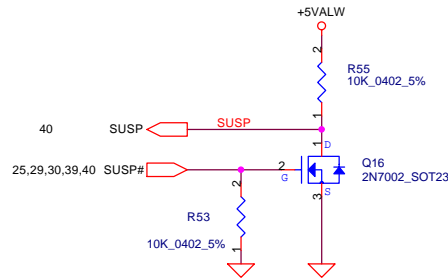 +5VALW
2
R55
10K_0402_5%
1
40 SUSP SUSP
1 D
Q16
2N7002_SOT23
25,29,30,39,40 SUSP# 2 G
S
3
2
R53
10K_0402_5%
1